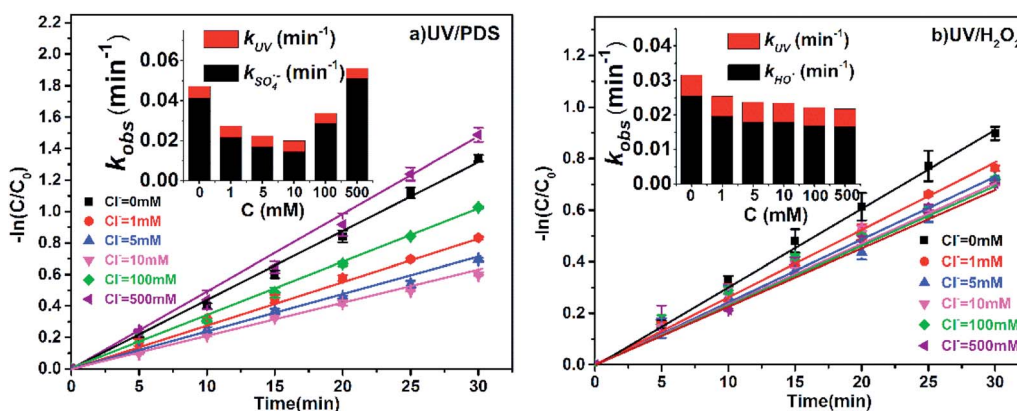 a)UV/PDS
k_UV (min⁻¹)
k_SO₄•⁻ (min⁻¹)
k_obs (min⁻¹)
0.06
0.04
0.02
0.00
0 1 5 10 100 500
C (mM)
-ln(C/C₀)
2.0
1.8
1.6
1.4
1.2
1.0
0.8
0.6
0.4
0.2
0.0
Cl⁻=0mM
Cl⁻=1mM
Cl⁻=5mM
Cl⁻=10mM
Cl⁻=100mM
Cl⁻=500mM
0 5 10 15 20 25 30
Time(min)
b)UV/H₂O₂
k_UV (min⁻¹)
k_HO• (min⁻¹)
k_obs (min⁻¹)
0.04
0.03
0.02
0.01
0.00
0 1 5 10 100 500
C (mM)
-ln(C/C₀)
1.2
1.0
0.8
0.6
0.4
0.2
0.0
Cl⁻=0mM
Cl⁻=1mM
Cl⁻=5mM
Cl⁻=10mM
Cl⁻=100mM
Cl⁻=500mM
0 5 10 15 20 25 30
Time(min)